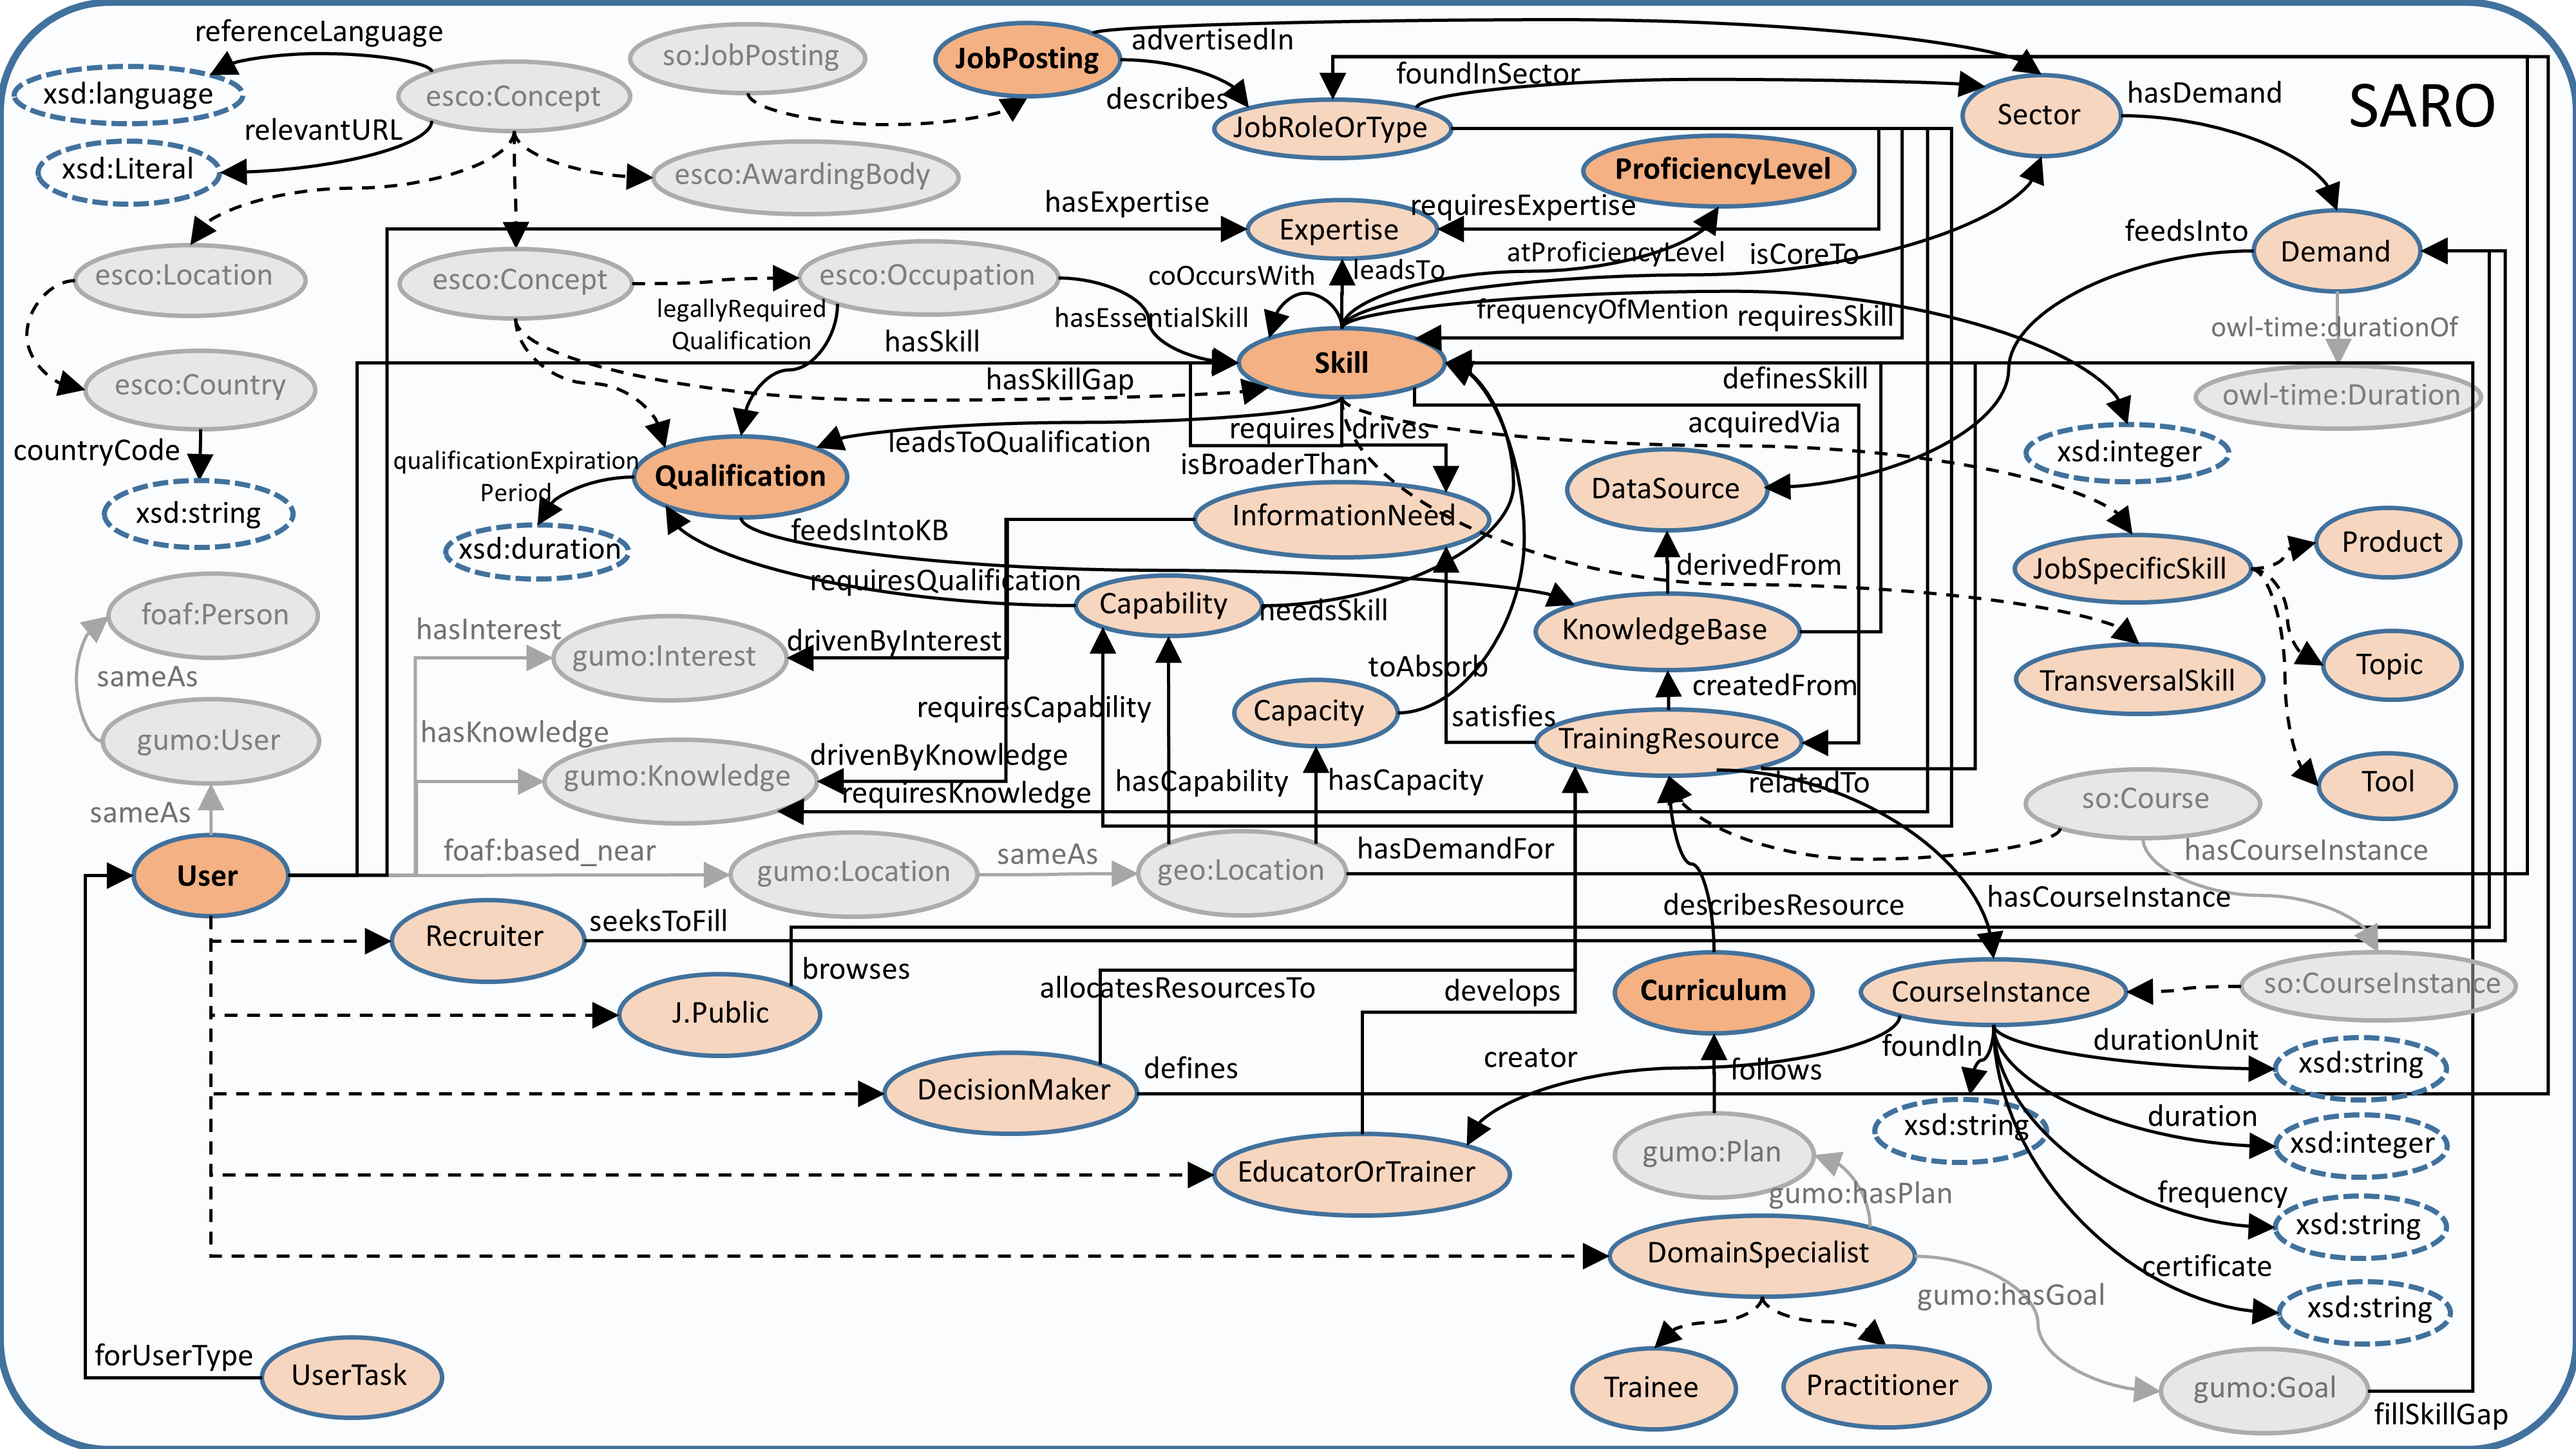 SARO
referenceLanguage
xsd:language
esco:Concept
so:JobPosting
JobPosting
advertisedIn
describes
foundInSector
JobRoleOrType
Sector
hasDemand
relevantURL
xsd:Literal
esco:AwardingBody
ProficiencyLevel
hasExpertise
Expertise
requiresExpertise
atProficiencyLevel
isCoreTo
feedsInto
Demand
esco:Location
esco:Concept
esco:Occupation
coOccursWith
leadsTo
legallyRequired
Qualification
hasEssentialSkill
frequencyOfMention
requiresSkill
owl-time:durationOf
hasSkill
Skill
esco:Country
hasSkillGap
definesSkill
owl-time:Duration
countryCode
leadsToQualification
requires
drives
acquiredVia
xsd:integer
qualificationExpiration
Period
Qualification
isBroaderThan
DataSource
xsd:string
xsd:duration
feedsIntoKB
InformationNeed
derivedFrom
JobSpecificSkill
Product
requiresQualification
Capability
needsSkill
KnowledgeBase
foaf:Person
hasInterest
gumo:Interest
drivenByInterest
toAbsorb
createdFrom
TransversalSkill
Topic
sameAs
gumo:User
requiresCapability
Capacity
satisfies
TrainingResource
hasKnowledge
gumo:Knowledge
drivenByKnowledge
requiresKnowledge
hasCapability
hasCapacity
relatedTo
so:Course
Tool
sameAs
User
foaf:based_near
gumo:Location
sameAs
geo:Location
hasDemandFor
hasCourseInstance
describesResource
hasCourseInstance
Recruiter
seeksToFill
J.Public
browses
allocatesResourcesTo
develops
Curriculum
CourseInstance
so:CourseInstance
DecisionMaker
defines
creator
follows
foundIn
durationUnit
xsd:string
xsd:string
duration
xsd:integer
EducatorOrTrainer
gumo:Plan
gumo:hasPlan
frequency
xsd:string
DomainSpecialist
gumo:hasGoal
certificate
xsd:string
forUserType
UserTask
Trainee
Practitioner
gumo:Goal
fillSkillGap